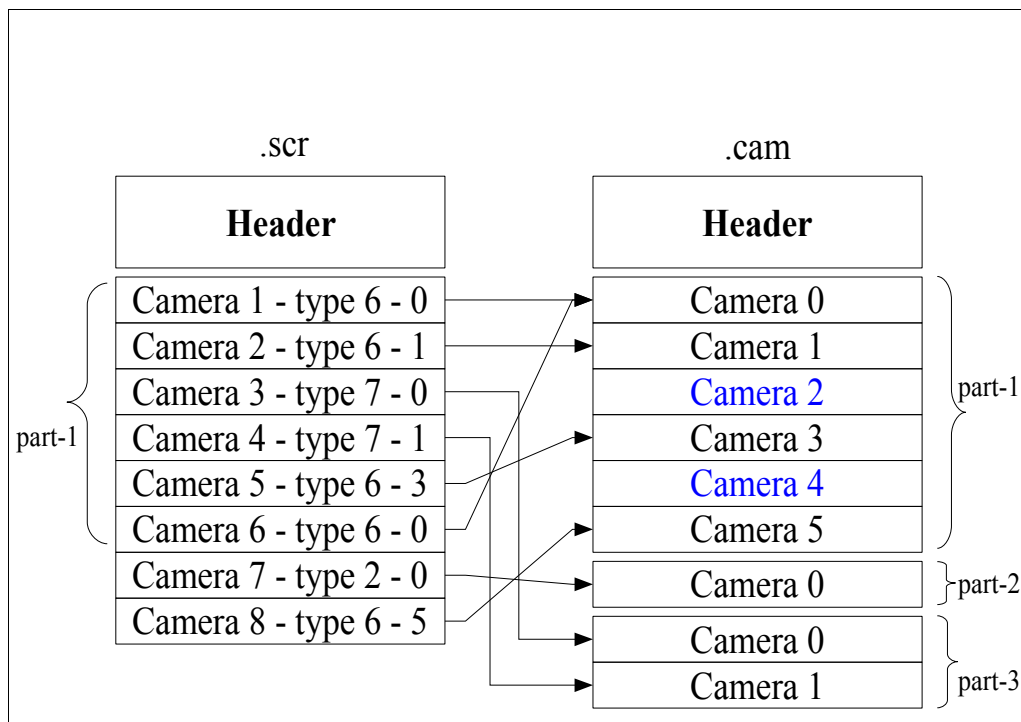 .scr
Header
Camera 1 - type 6 - 0
Camera 2 - type 6 - 1
Camera 3 - type 7 - 0
Camera 4 - type 7 - 1
Camera 5 - type 6 - 3
Camera 6 - type 6 - 0
Camera 7 - type 2 - 0
Camera 8 - type 6 - 5
part-1
.cam
Header
Camera 0
Camera 1
Camera 2
Camera 3
Camera 4
Camera 5
part-1
Camera 0
part-2
Camera 0
Camera 1
part-3